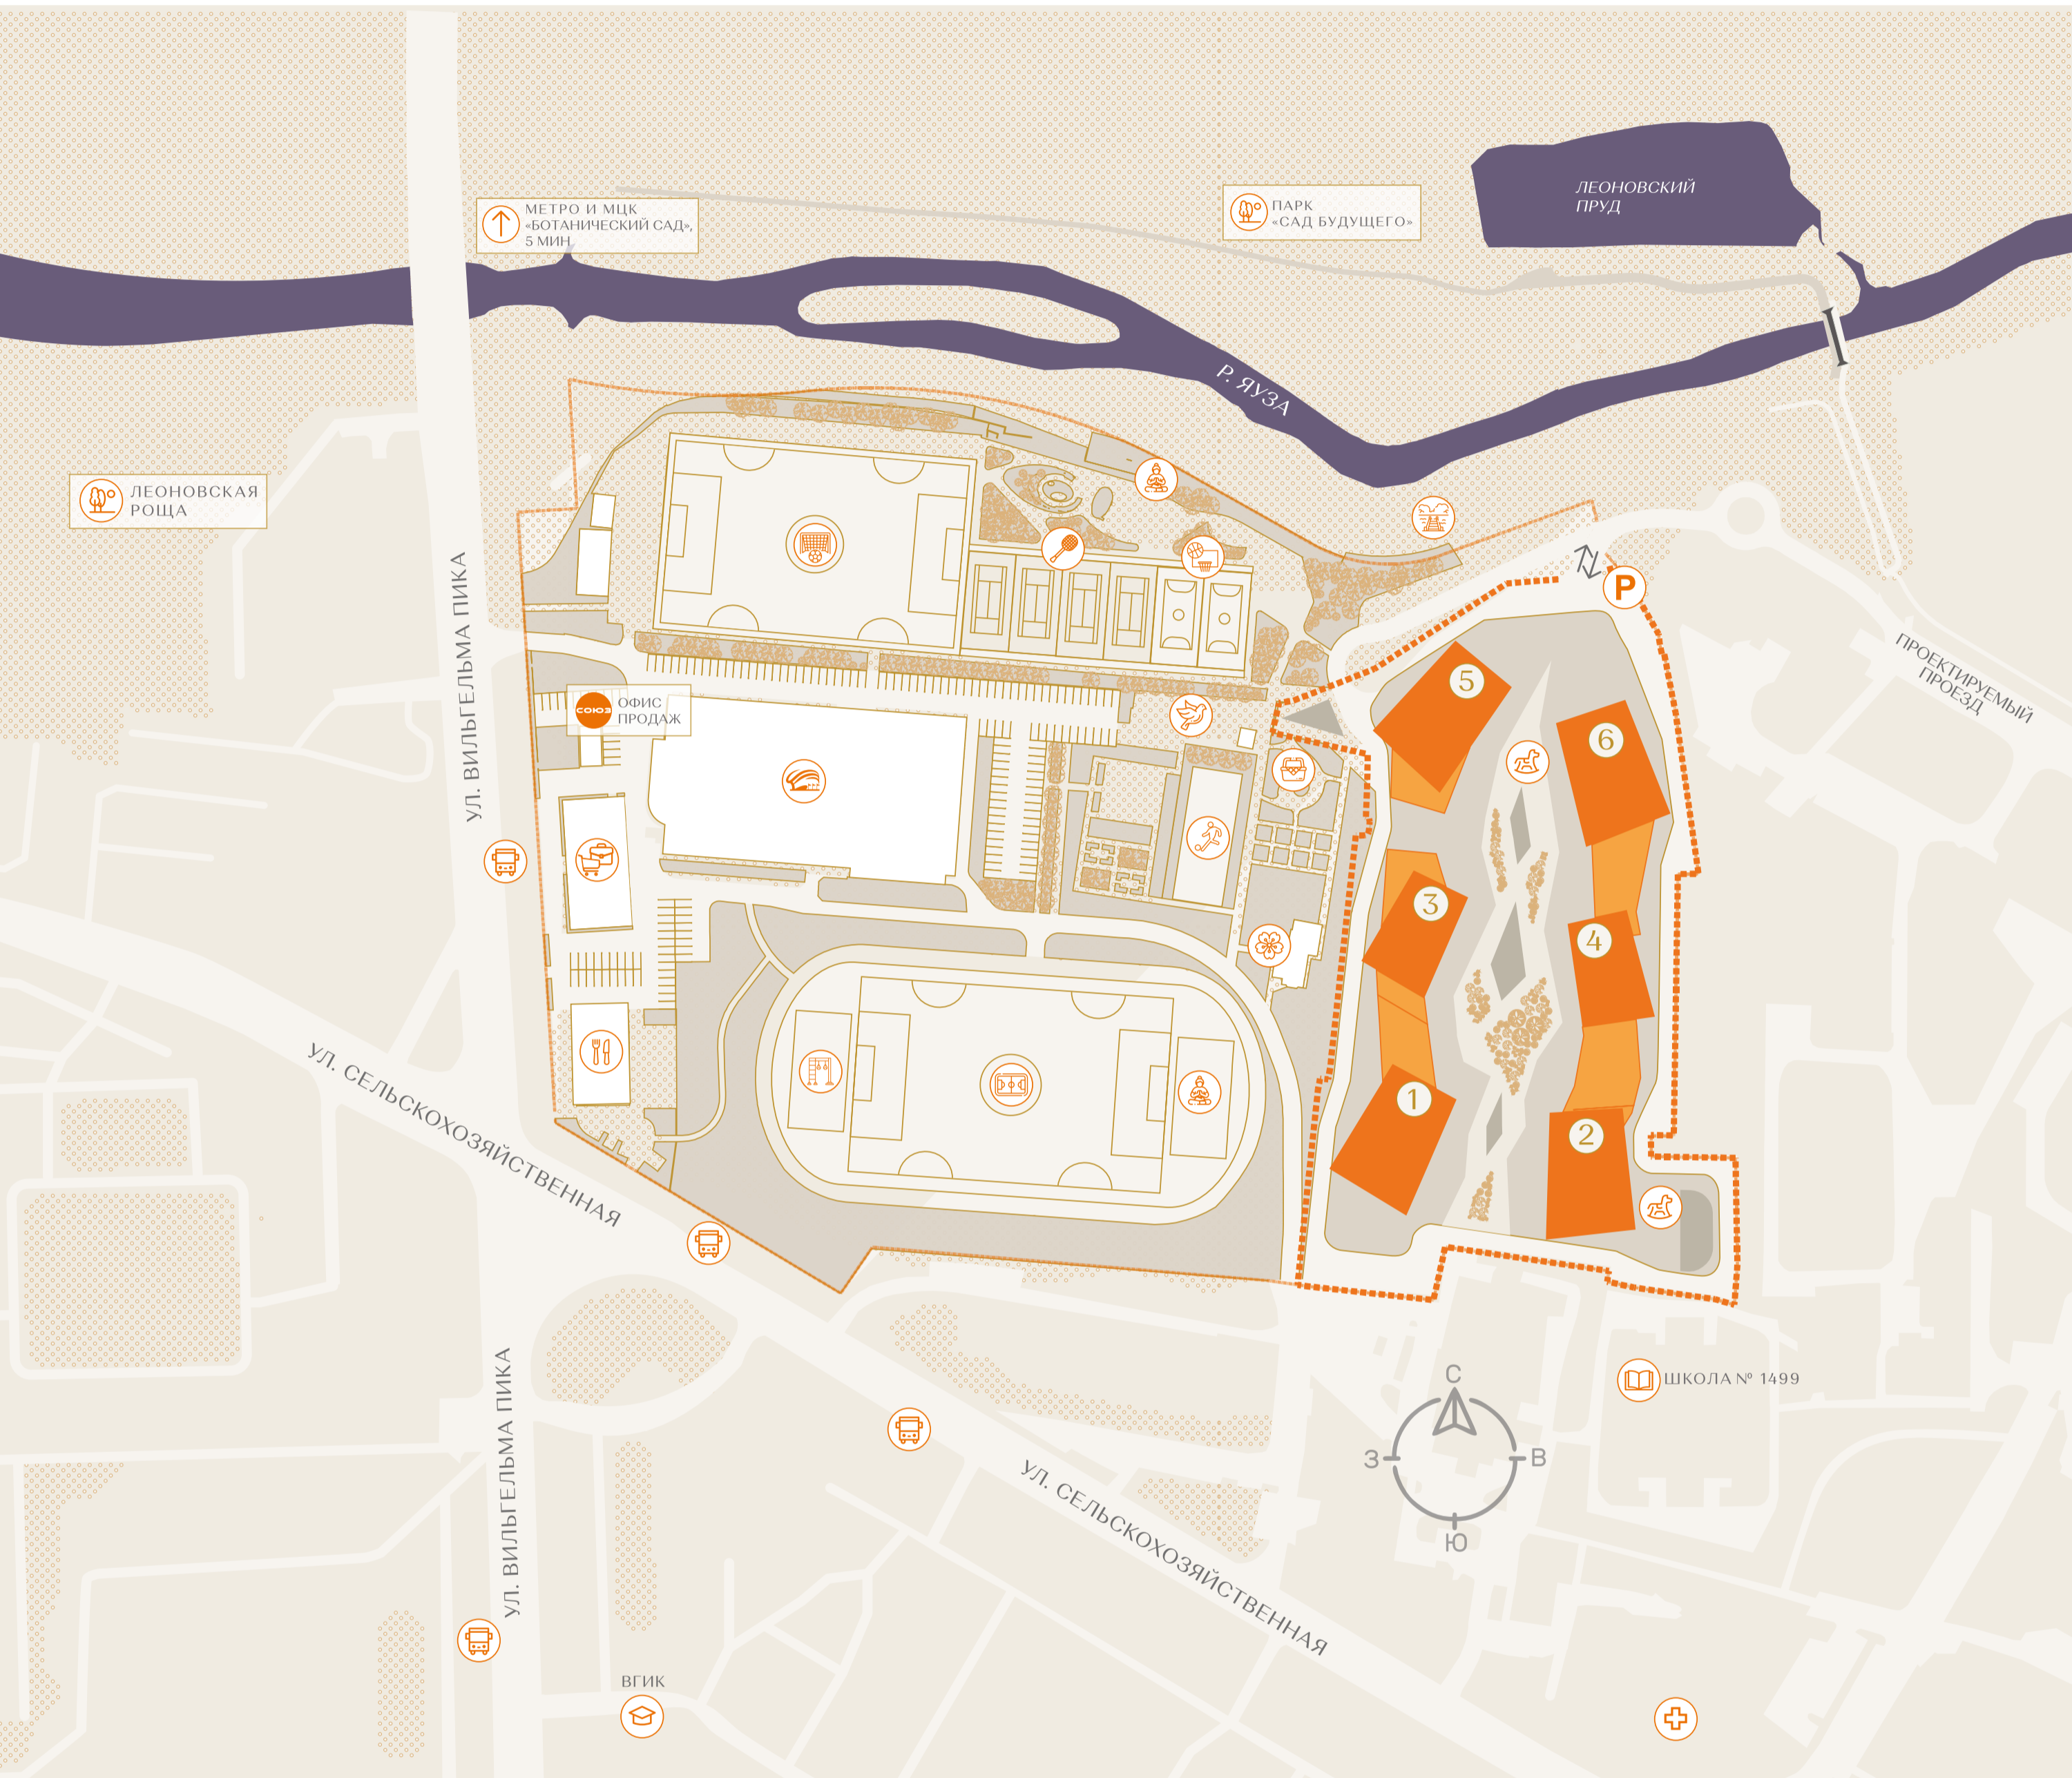 ЛЕОНОВСКИЙ
ПРУД
МЕТРО И МЦК
«БОТАНИЧЕСКИЙ САД»,
5 МИН.
ПАРК
«САД БУДУЩЕГО»
Р. ЯУЗА
ЛЕОНОВСКАЯ
РОЩА
P
УЛ. ВИЛЬГЕЛЬМА ПИКА
ПРОЕКТИРУЕМЫЙ
ПРОЕЗД
5
6
СОЮЗ
ОФИС
ПРОДАЖ
3
4
УЛ. СЕЛЬСКОХОЗЯЙСТВЕННАЯ
1
2
УЛ. ВИЛЬГЕЛЬМА ПИКА
С
З
В
Ю
ШКОЛА № 1499
УЛ. СЕЛЬСКОХОЗЯЙСТВЕННАЯ
ВГИК